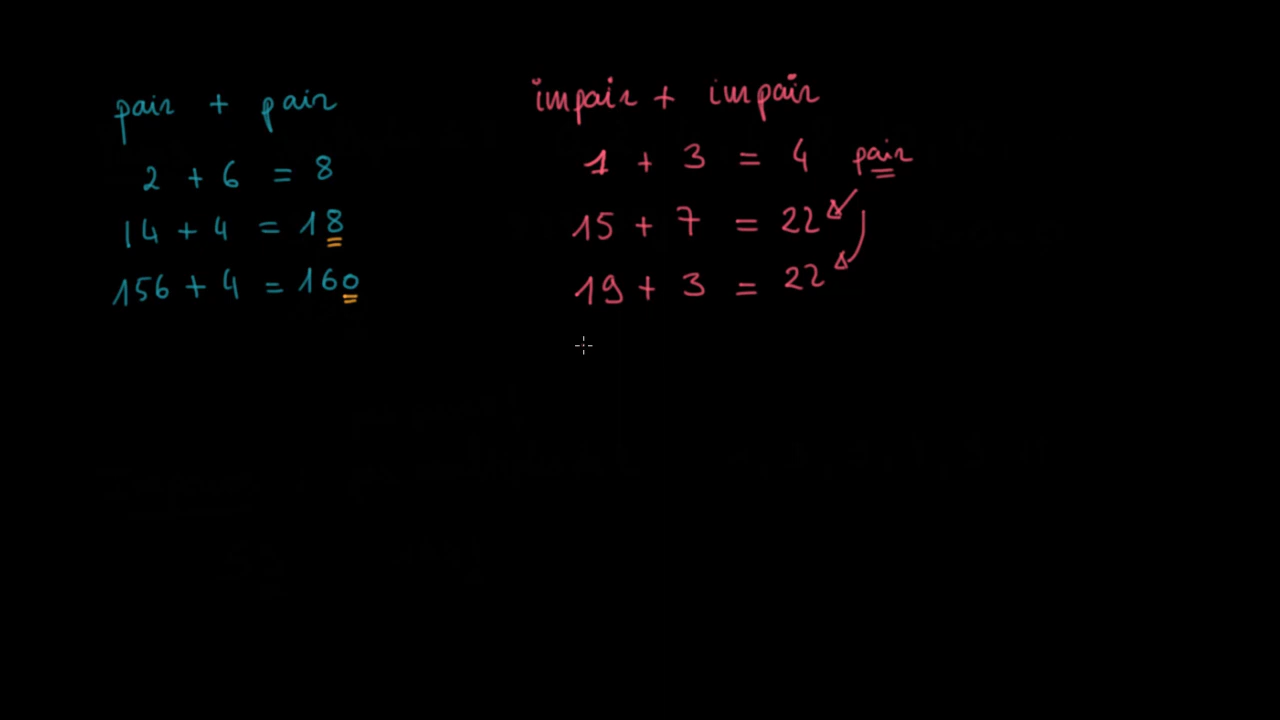 pair + pair
2 + 6 = 8
14 + 4 = 18
156 + 4 = 160
impair + impair
1 + 3 = 4 pair
15 + 7 = 22
19 + 3 = 22